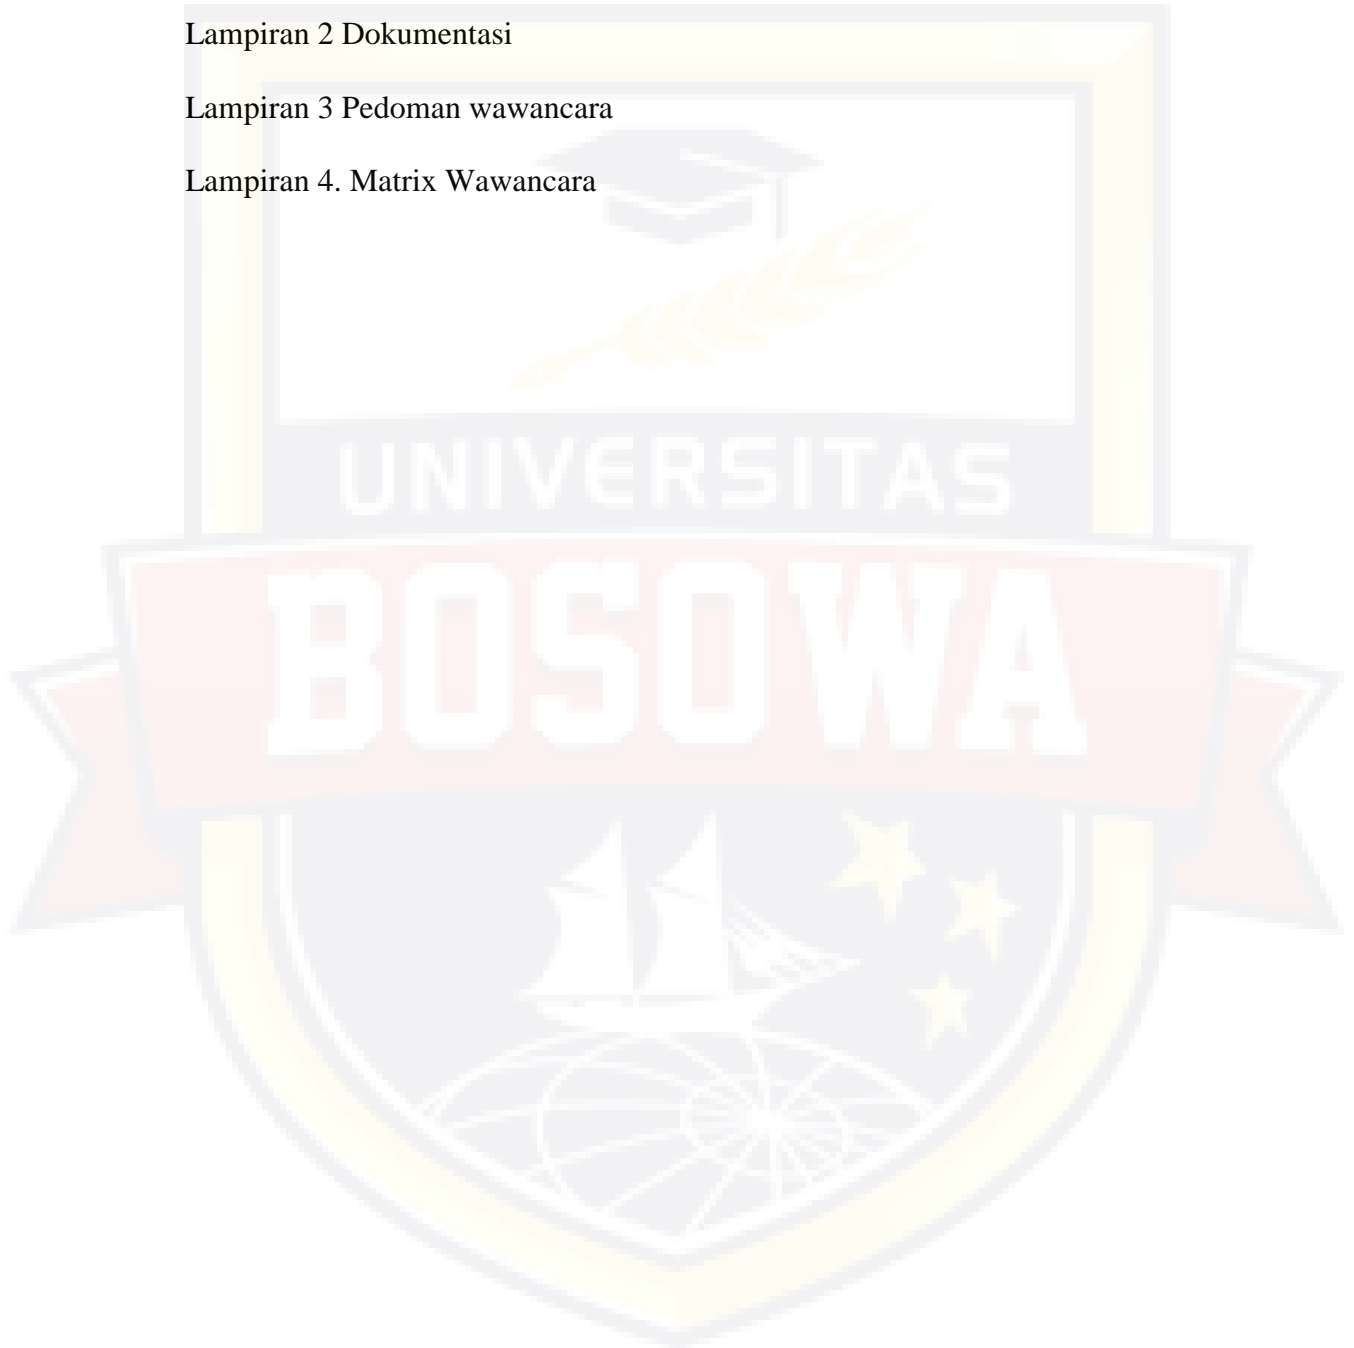 Lampiran 2 Dokumentasi
Lampiran 3 Pedoman wawancara
Lampiran 4. Matrix Wawancara
UNIVERSITAS
BOSOWA